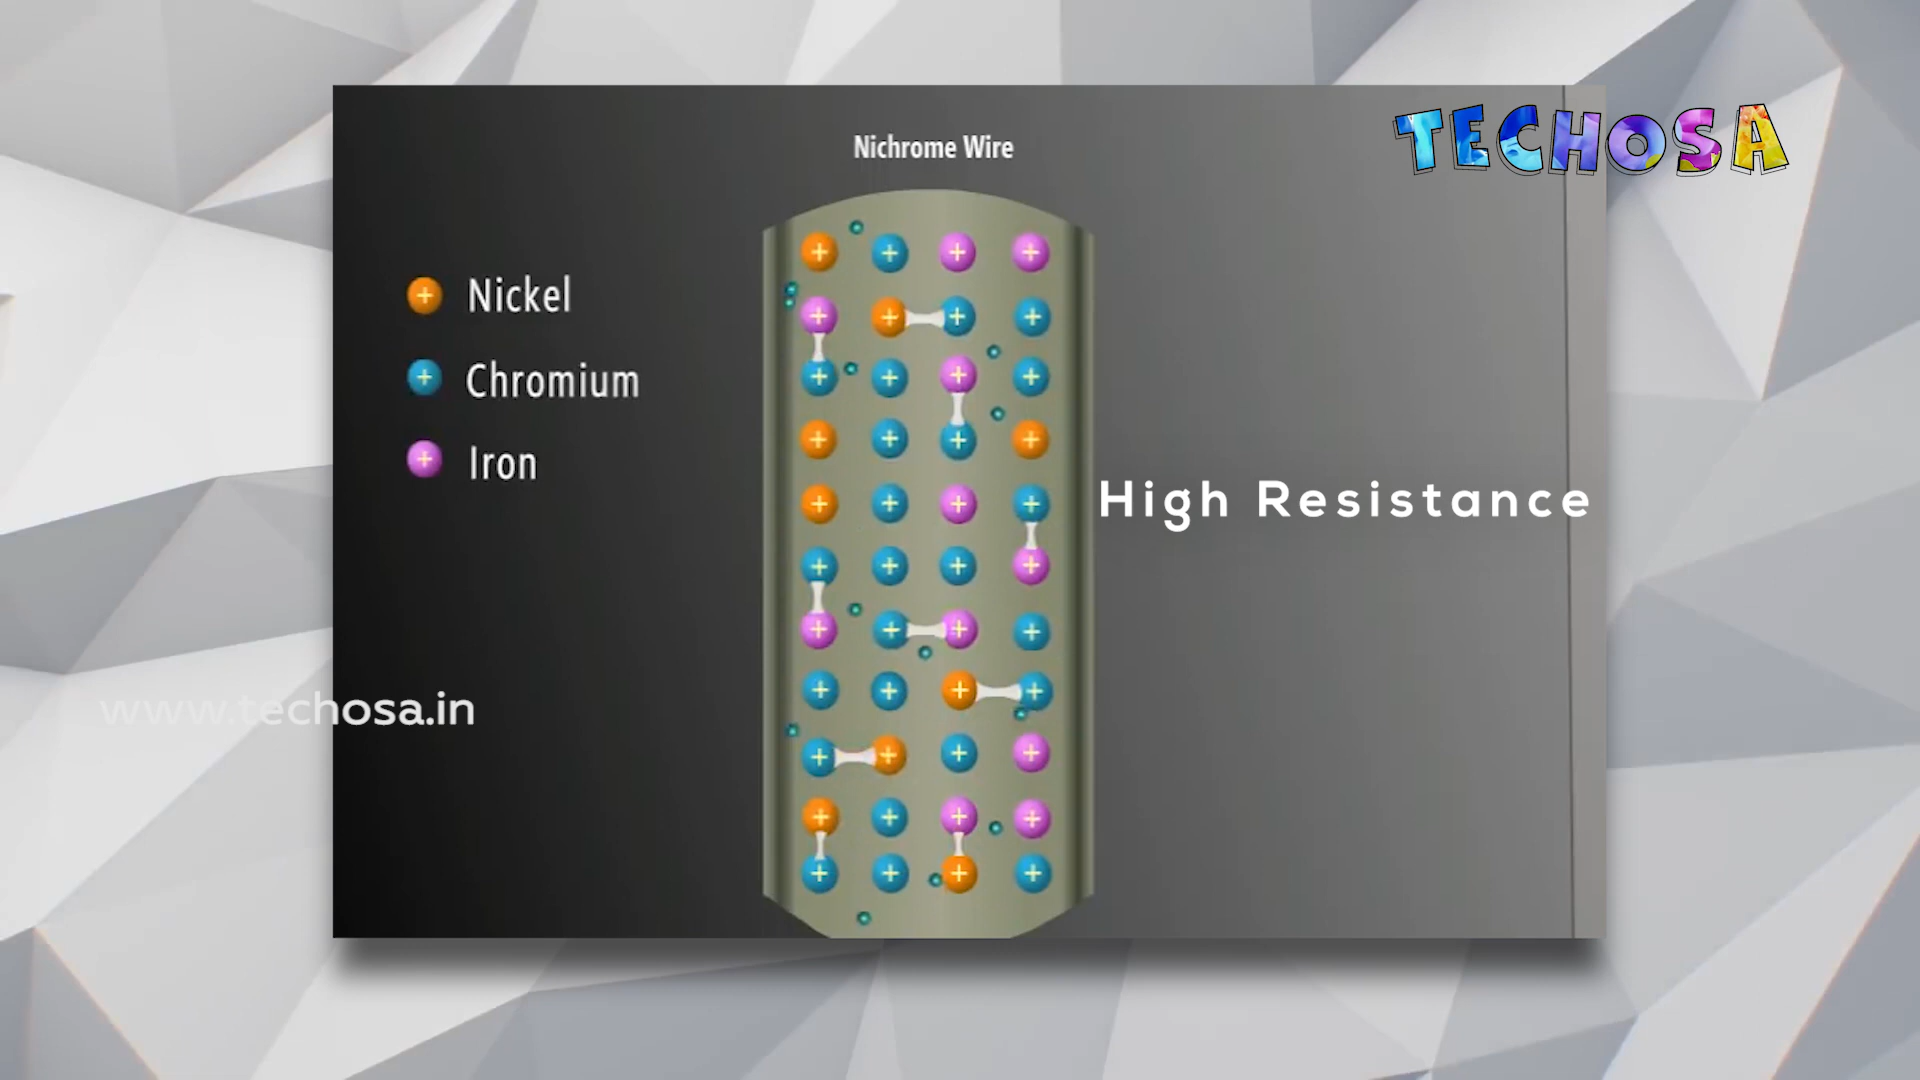 TECHOSA
Nichrome Wire
Nickel
Chromium
Iron
High Resistance
www.techosa.in